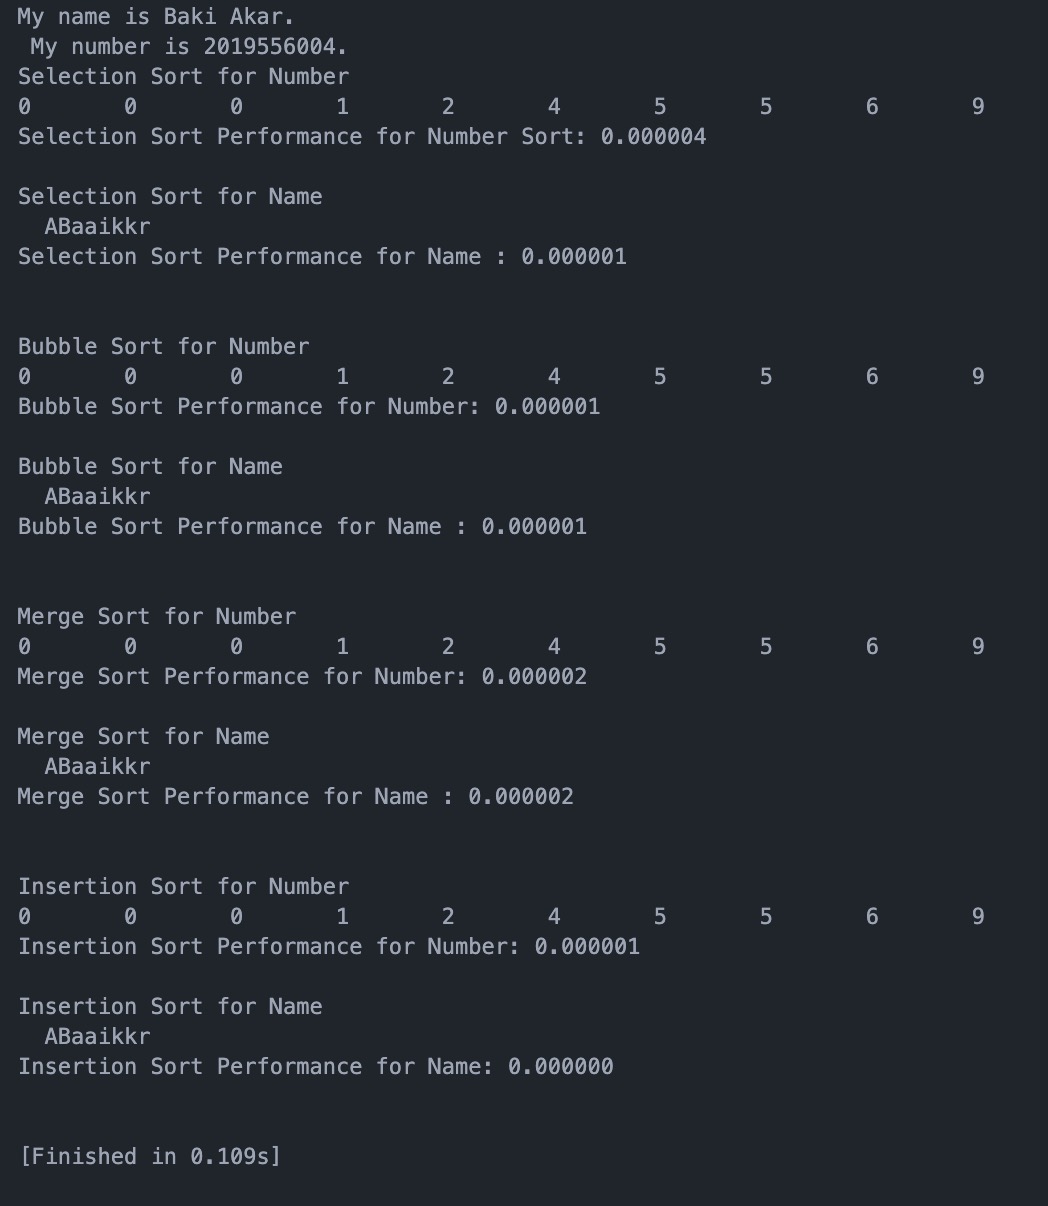 My name is Baki Akar.
 My number is 2019556004.
Selection Sort for Number
0	0	0	1	2	4	5	5	6	9
Selection Sort Performance for Number Sort: 0.000004

Selection Sort for Name
  ABaaikkr
Selection Sort Performance for Name : 0.000001


Bubble Sort for Number
0	0	0	1	2	4	5	5	6	9
Bubble Sort Performance for Number: 0.000001

Bubble Sort for Name
  ABaaikkr
Bubble Sort Performance for Name : 0.000001


Merge Sort for Number
0	0	0	1	2	4	5	5	6	9
Merge Sort Performance for Number: 0.000002

Merge Sort for Name
  ABaaikkr
Merge Sort Performance for Name : 0.000002


Insertion Sort for Number
0	0	0	1	2	4	5	5	6	9
Insertion Sort Performance for Number: 0.000001

Insertion Sort for Name
  ABaaikkr
Insertion Sort Performance for Name: 0.000000


[Finished in 0.109s]